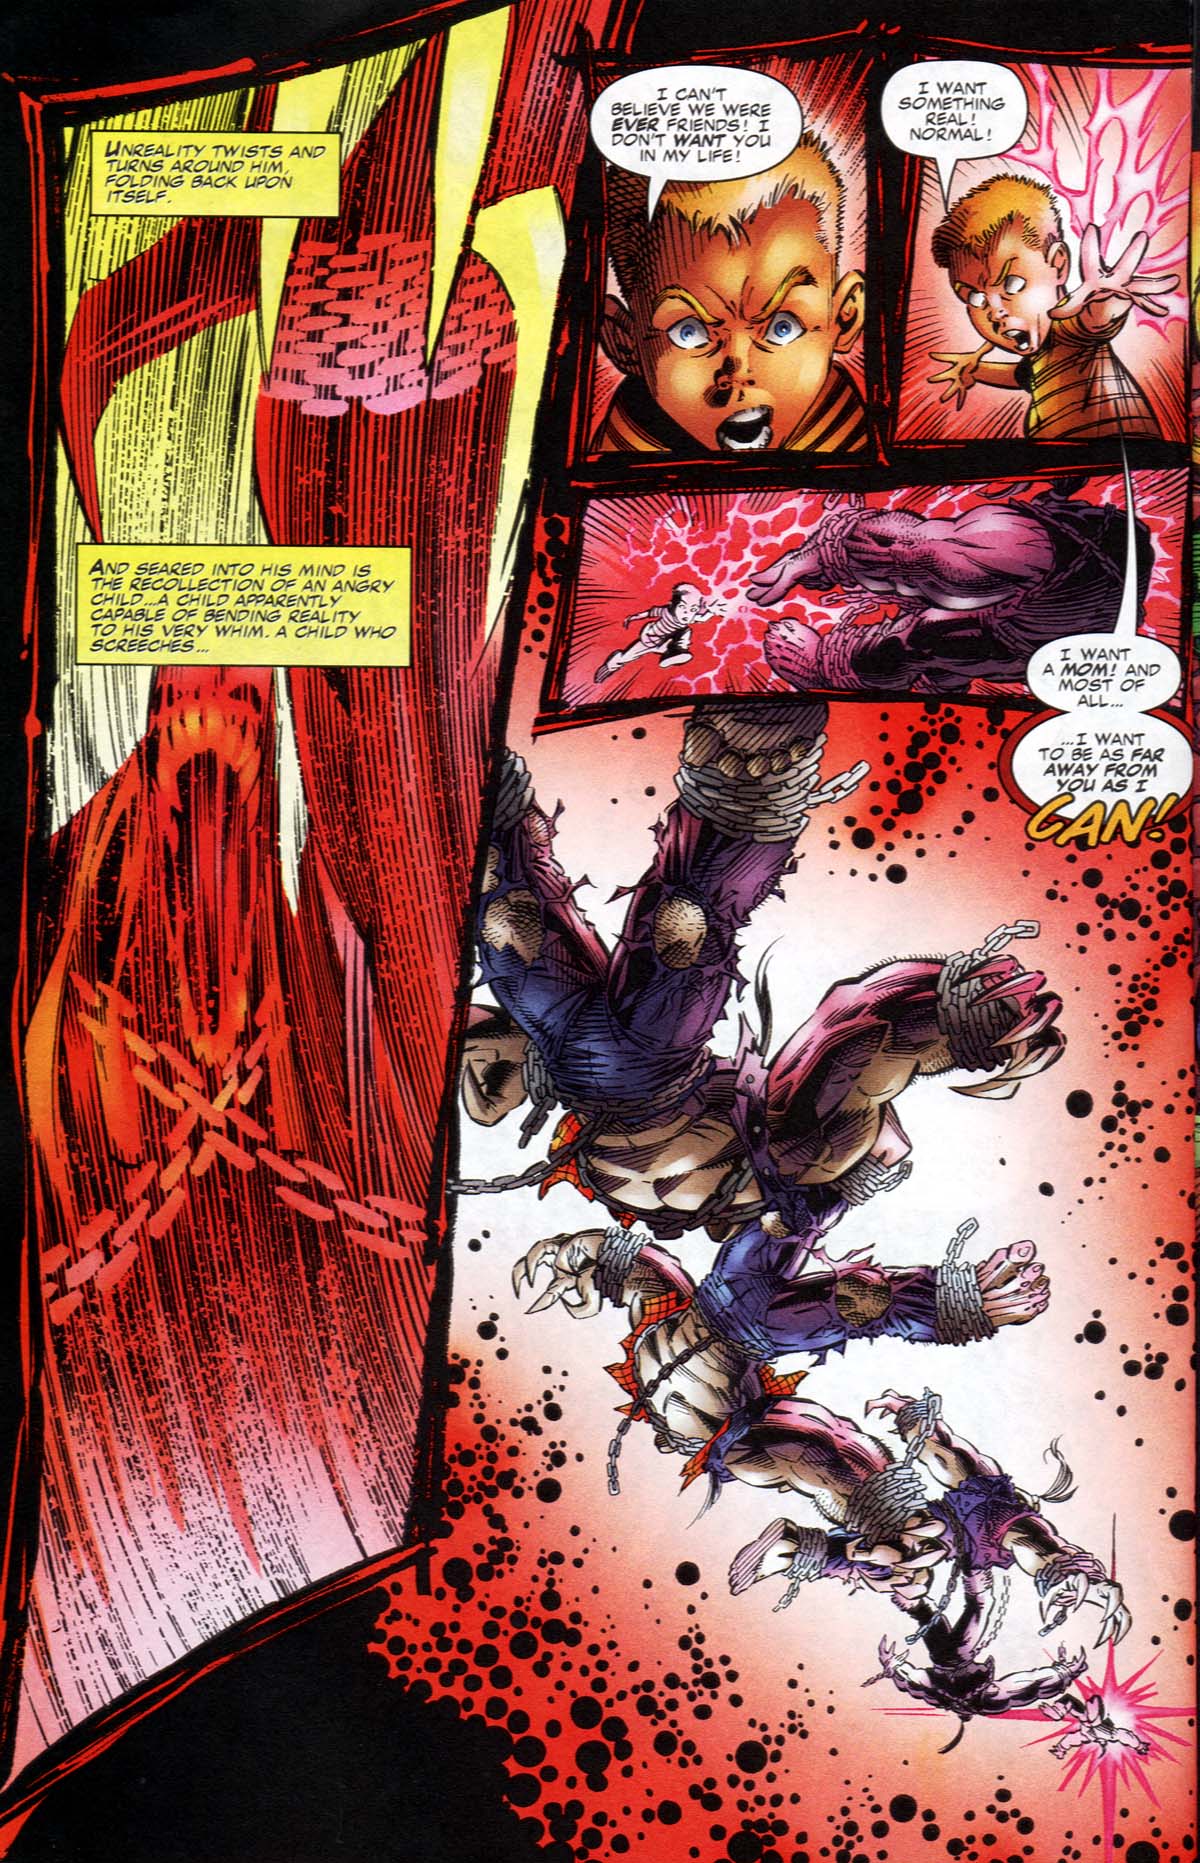 UNREALITY TWISTS AND
TURNS AROUND HIM,
FOLDING BACK UPON
ITSELF.
AND SEARED INTO HIS MIND IS
THE RECOLLECTION OF AN ANGRY
CHILD...A CHILD APPARENTLY
CAPABLE OF BENDING REALITY
TO HIS VERY WHIM. A CHILD WHO
SCREECHES...
I CAN'T
BELIEVE WE WERE
EVER FRIENDS! I
DON'T WANT YOU
IN MY LIFE!
I WANT
SOMETHING
REAL!
NORMAL!
I WANT
A MOM! AND
MOST OF
ALL...
...I WANT
TO BE AS FAR
AWAY FROM
YOU AS I
CAN!